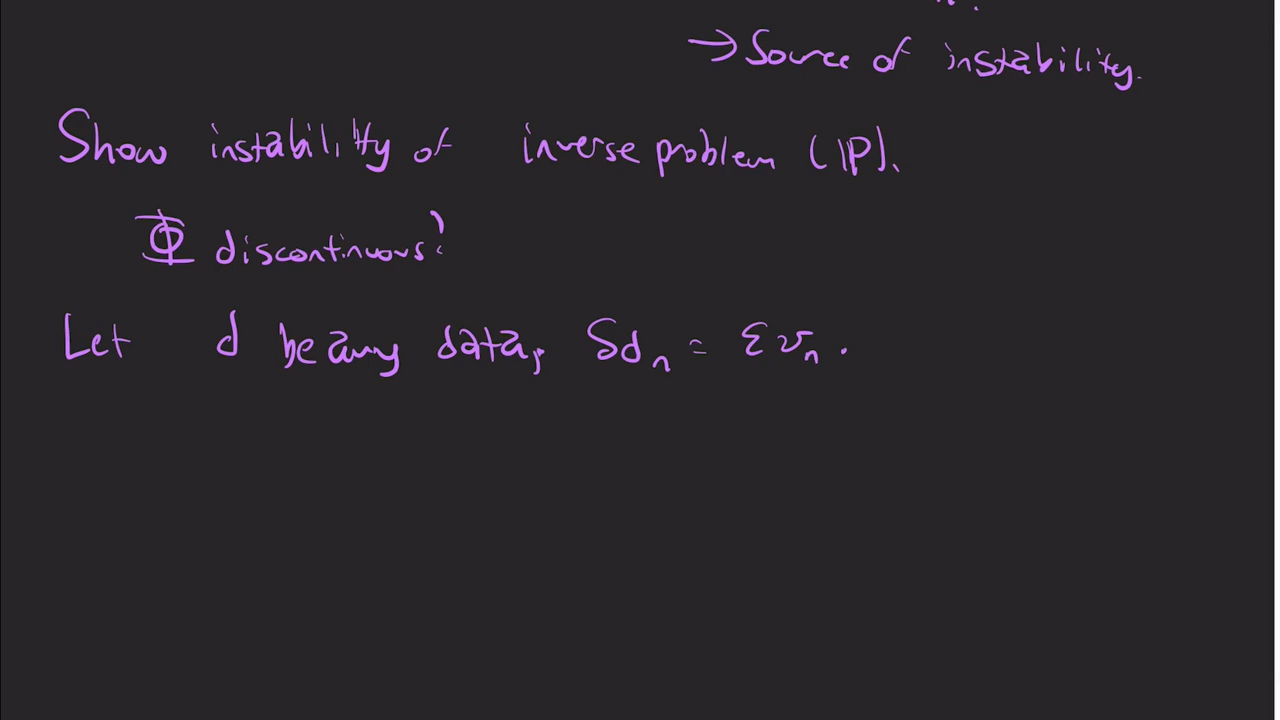 → Source of instability.
Show instability of inverse problem (IP).
Φ discontinuous?
Let d be any data, δd_n = εv_n.